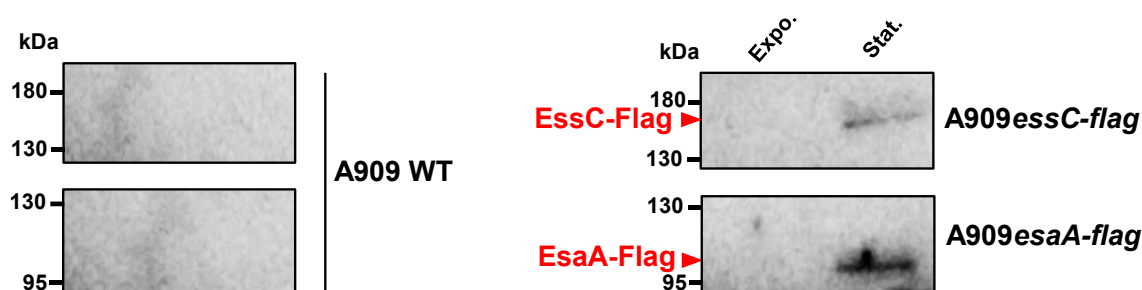 kDa
180
130
A909 WT
130
95
kDa
Expo.
Stat.
180
EssC-Flag
130
A909essC-flag
130
EsaA-Flag
95
A909esaA-flag